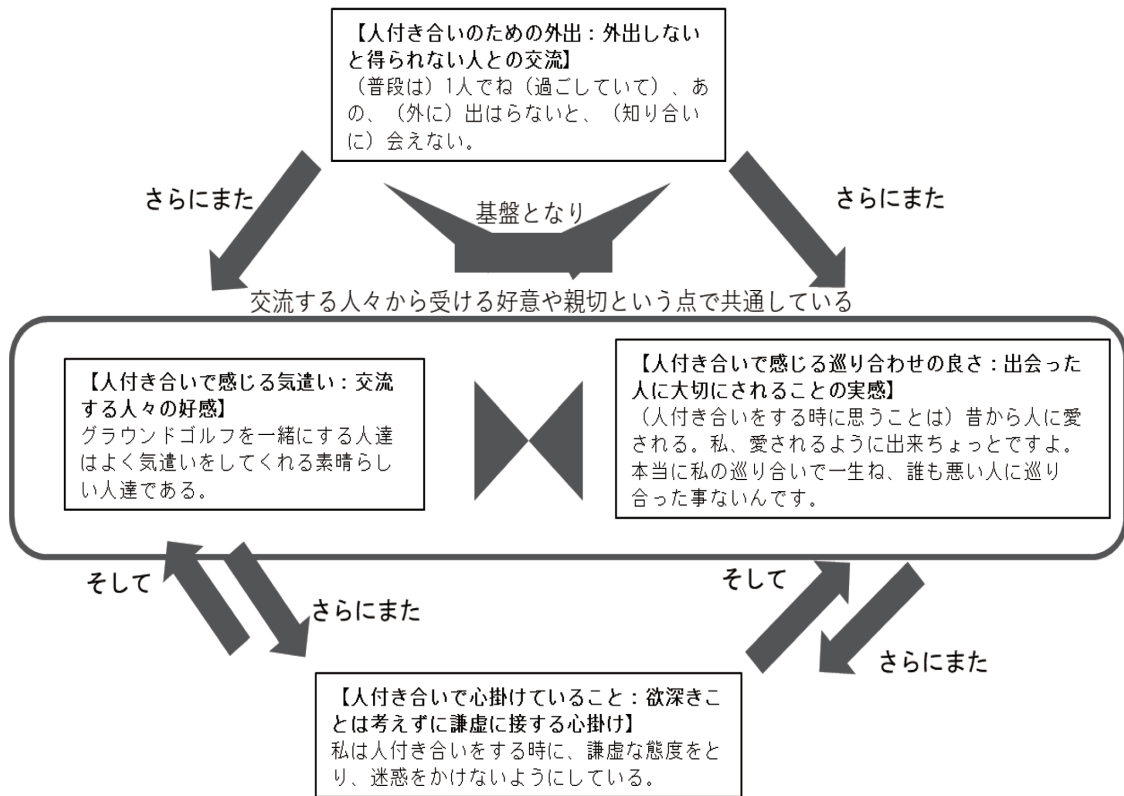 【人付き合いのための外出：外出しない
と得られない人との交流】
（普段は）1人でね（過ごしていて）、あ
の、（外に）出はらないと、（知り合い
に）会えない。
さらにまた
基盤となり
さらにまた
交流する人々から受ける好意や親切という点で共通している
【人付き合いで感じる気遣い：交流
する人々の好感】
グラウンドゴルフを一緒にする人達
はよく気遣いをしてくれる素晴らし
い人達である。
【人付き合いで感じる巡り合わせの良さ：出会った
人に大切にされることの実感】
（人付き合いをする時に思うことは）昔から人に愛
される。私、愛されるように出来ちょっとですよ。
本当に私の巡り合いで一生ね、誰も悪い人に巡り
合った事ないんです。
そして
さらにまた
そして
さらにまた
【人付き合いで心掛けていること：欲深きこ
とは考えずに謙虚に接する心掛け】
私は人付き合いをする時に、謙虚な態度をと
り、迷惑をかけないようにしている。